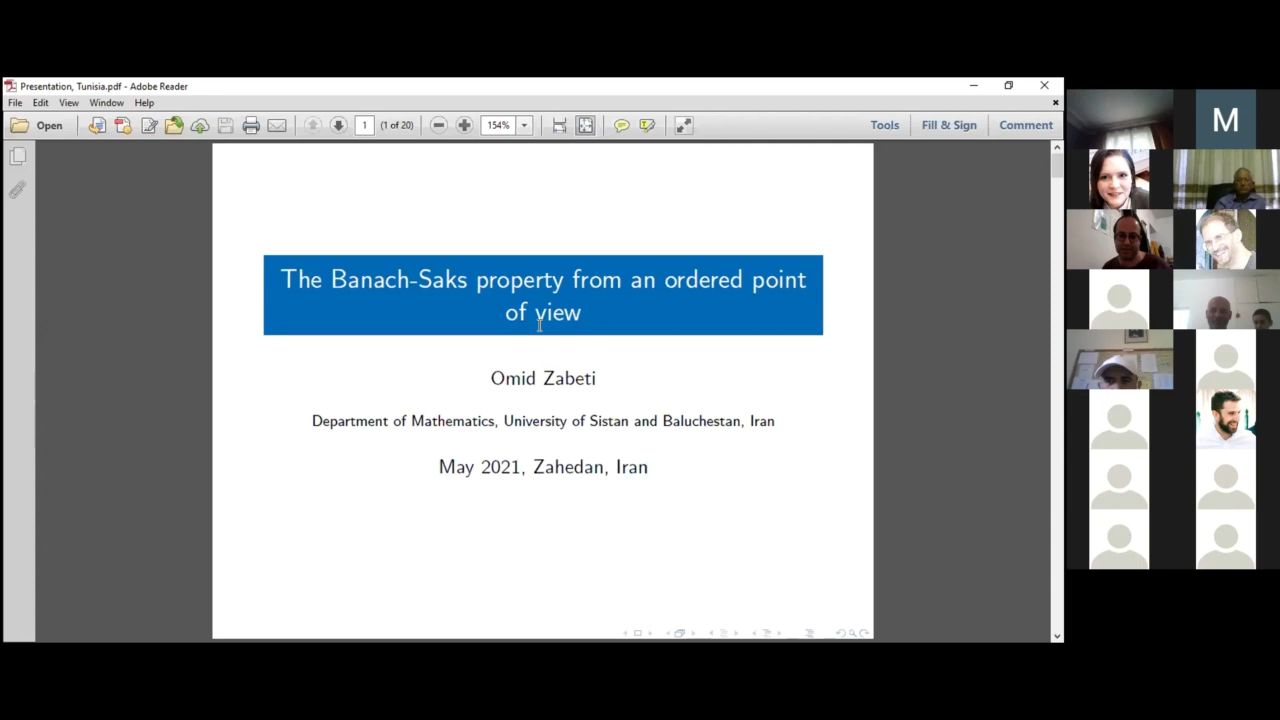 Presentation, Tunisia.pdf - Adobe Reader
File Edit View Window Help
Open 1 (1 of 20) 154% Tools Fill & Sign Comment
M
The Banach-Saks property from an ordered point
of view
Omid Zabeti
Department of Mathematics, University of Sistan and Baluchestan, Iran
May 2021, Zahedan, Iran